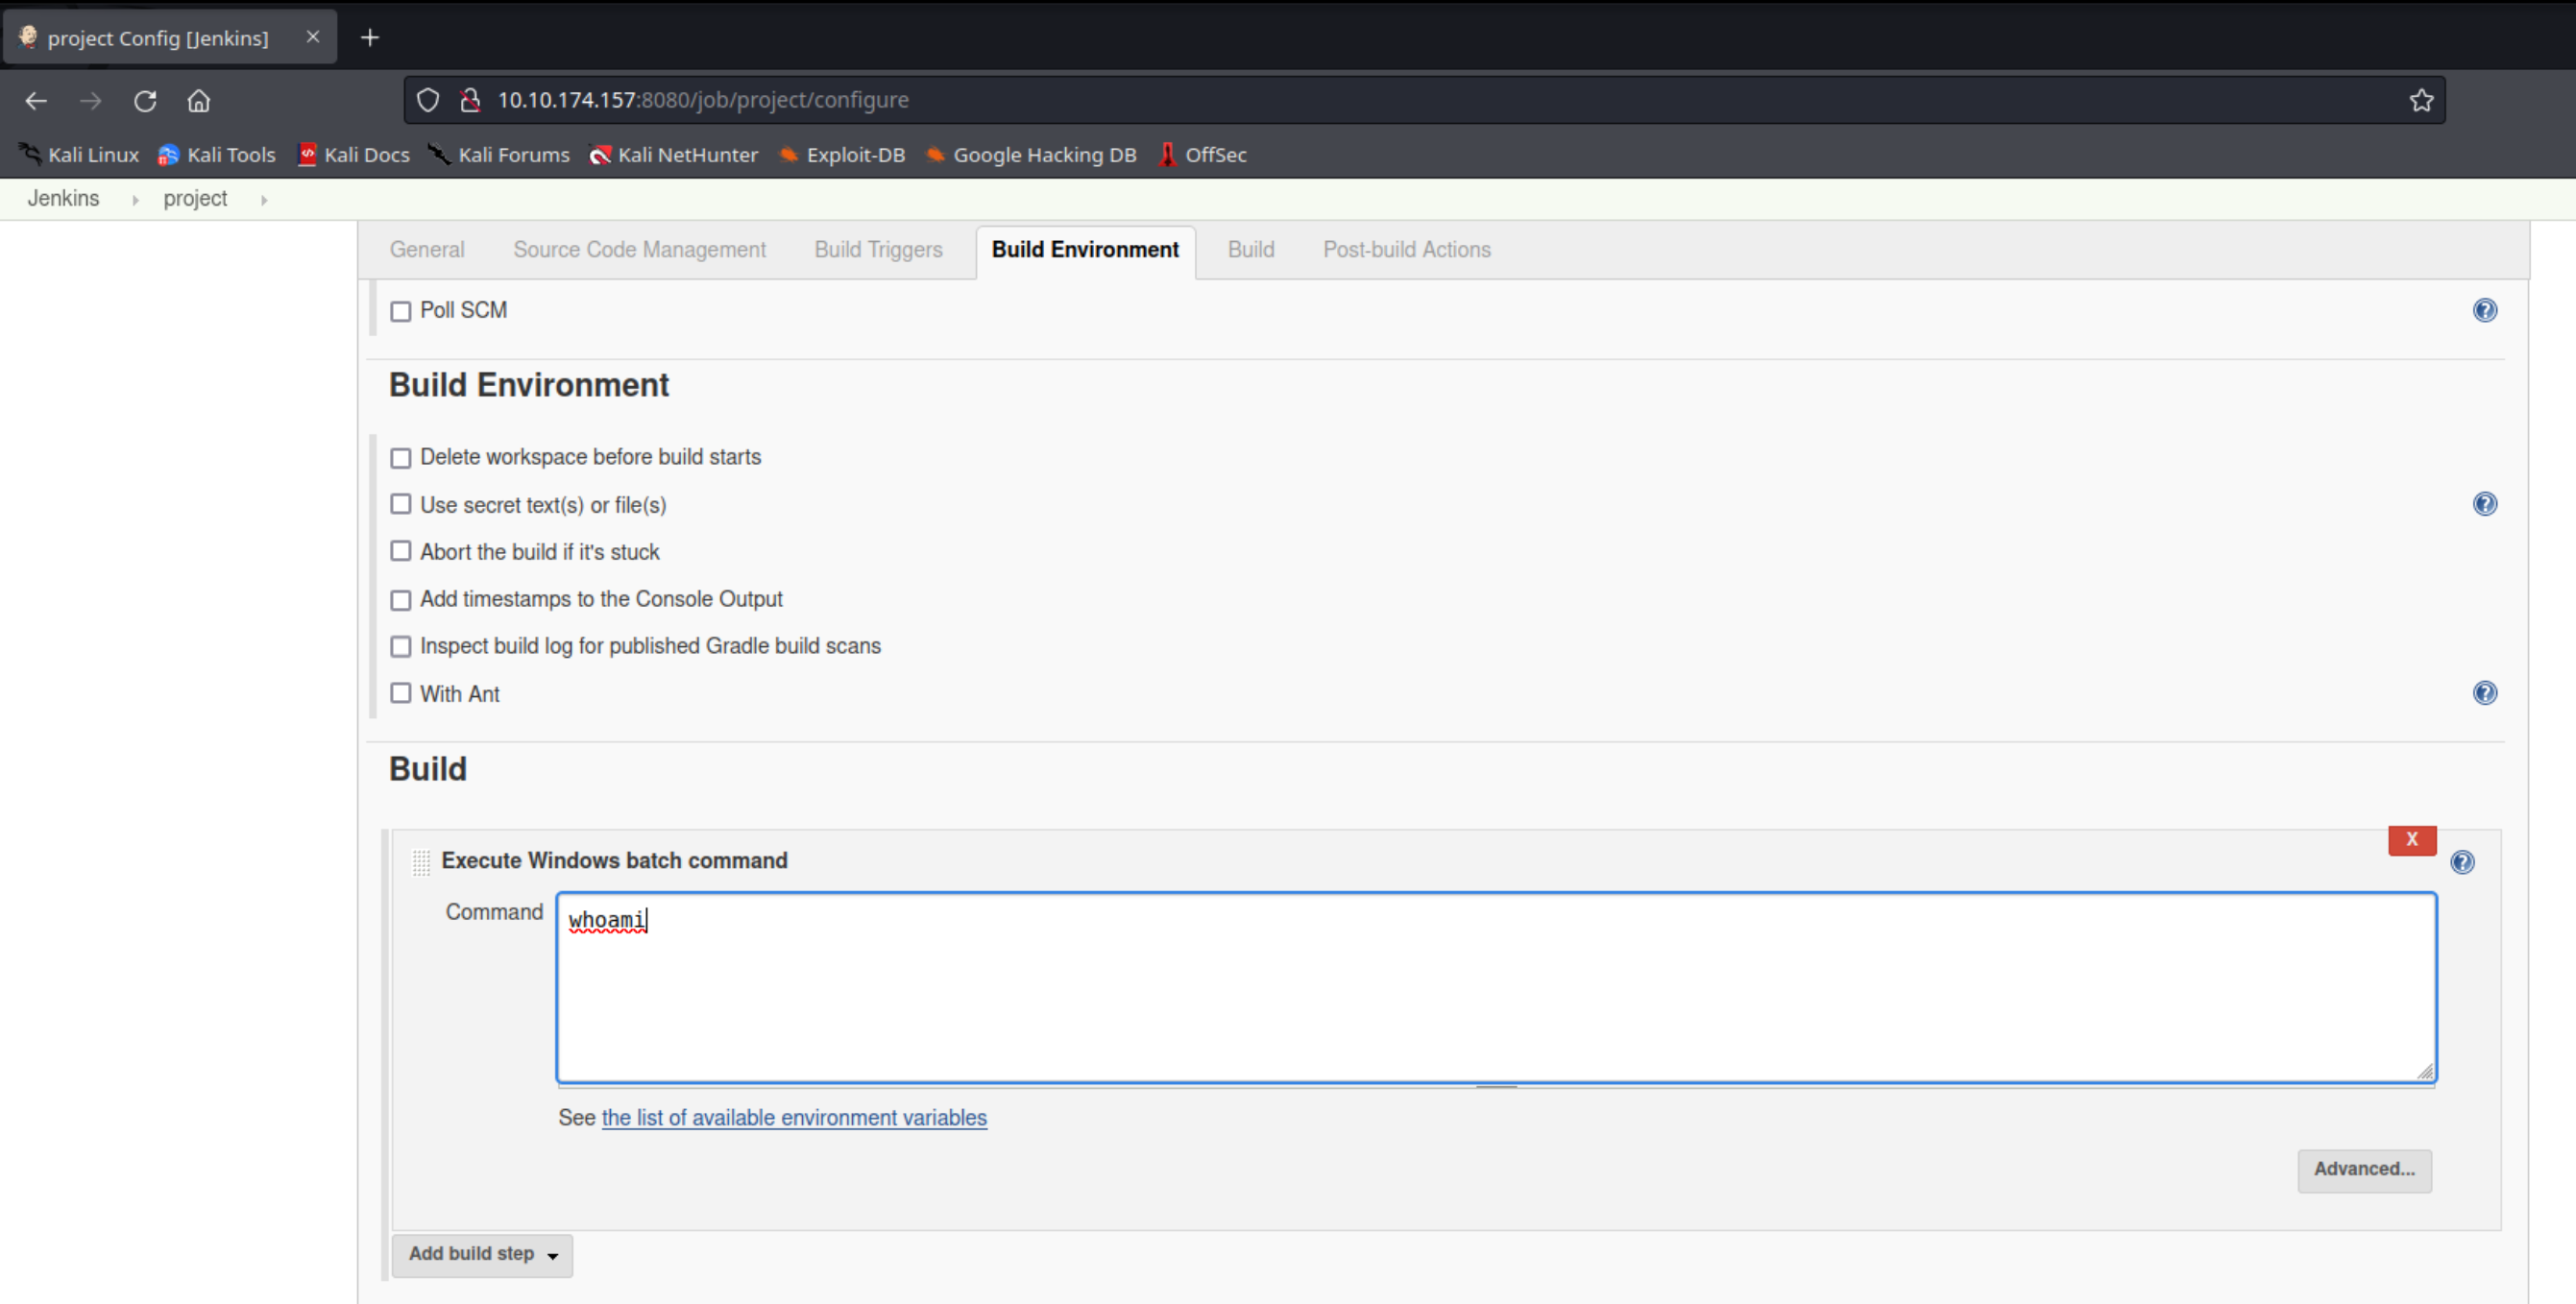 project Config [Jenkins]
10.10.174.157:8080/job/project/configure
Kali Linux Kali Tools Kali Docs Kali Forums Kali NetHunter Exploit-DB Google Hacking DB OffSec
Jenkins project
General Source Code Management Build Triggers Build Environment Build Post-build Actions
Poll SCM
Build Environment
Delete workspace before build starts
Use secret text(s) or file(s)
Abort the build if it's stuck
Add timestamps to the Console Output
Inspect build log for published Gradle build scans
With Ant
Build
X
Execute Windows batch command
Command whoami
See the list of available environment variables
Advanced...
Add build step